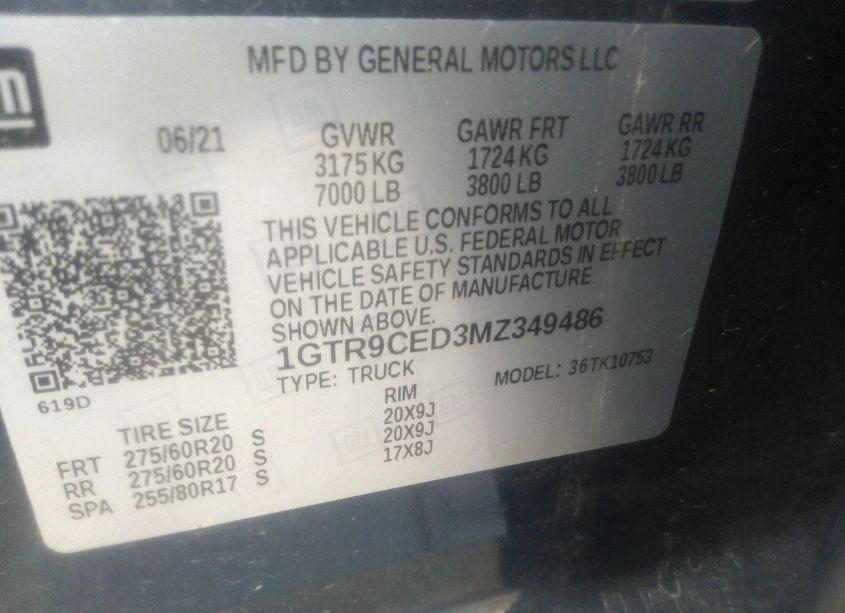 MFD BY GENERAL MOTORS LLC
gm
06/21 GVWR GAWR FRT GAWR RR
3175 KG 1724 KG 1724 KG
7000 LB 3800 LB 3800 LB
THIS VEHICLE CONFORMS TO ALL
APPLICABLE U.S. FEDERAL MOTOR
VEHICLE SAFETY STANDARDS IN EFFECT
ON THE DATE OF MANUFACTURE
SHOWN ABOVE.
1GTR9CED3MZ349486
TYPE: TRUCK MODEL: 36TK10753
619D
TIRE SIZE RIM
FRT 275/60R20 S 20X9J
RR 275/60R20 S 20X9J
SPA 255/80R17 S 17X8J